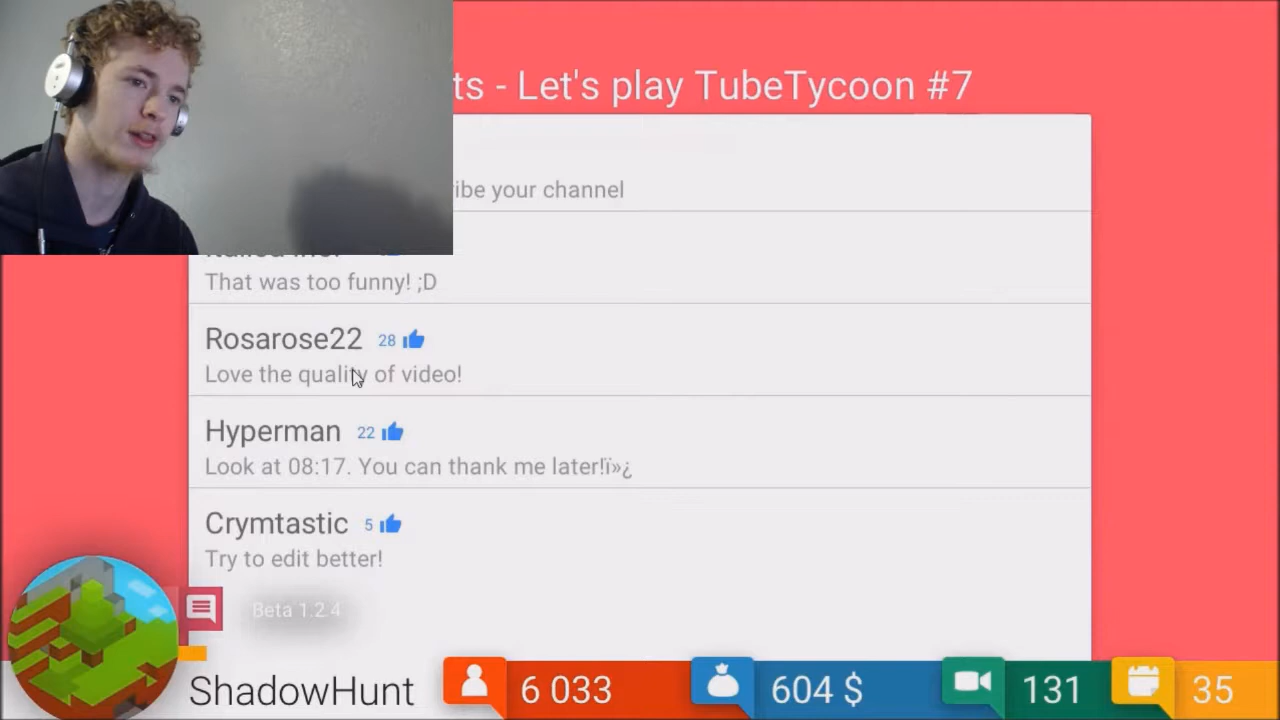 - Let's play TubeTycoon #7
your channel
That was too funny! ;D
Rosarose22 28
Love the quality of video!
Hyperman 22
Look at 08:17. You can thank me later!ï»¿
Crymtastic 5
Try to edit better!
Beta 1.2.4
ShadowHunt 6 033 604 $ 131 35